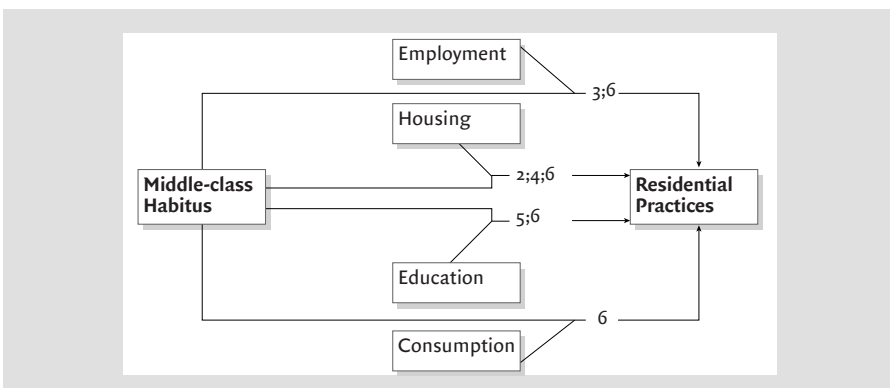 Employment
3;6
Housing
Middle-class
Habitus
2;4;6
Residential
Practices
5;6
Education
6
Consumption